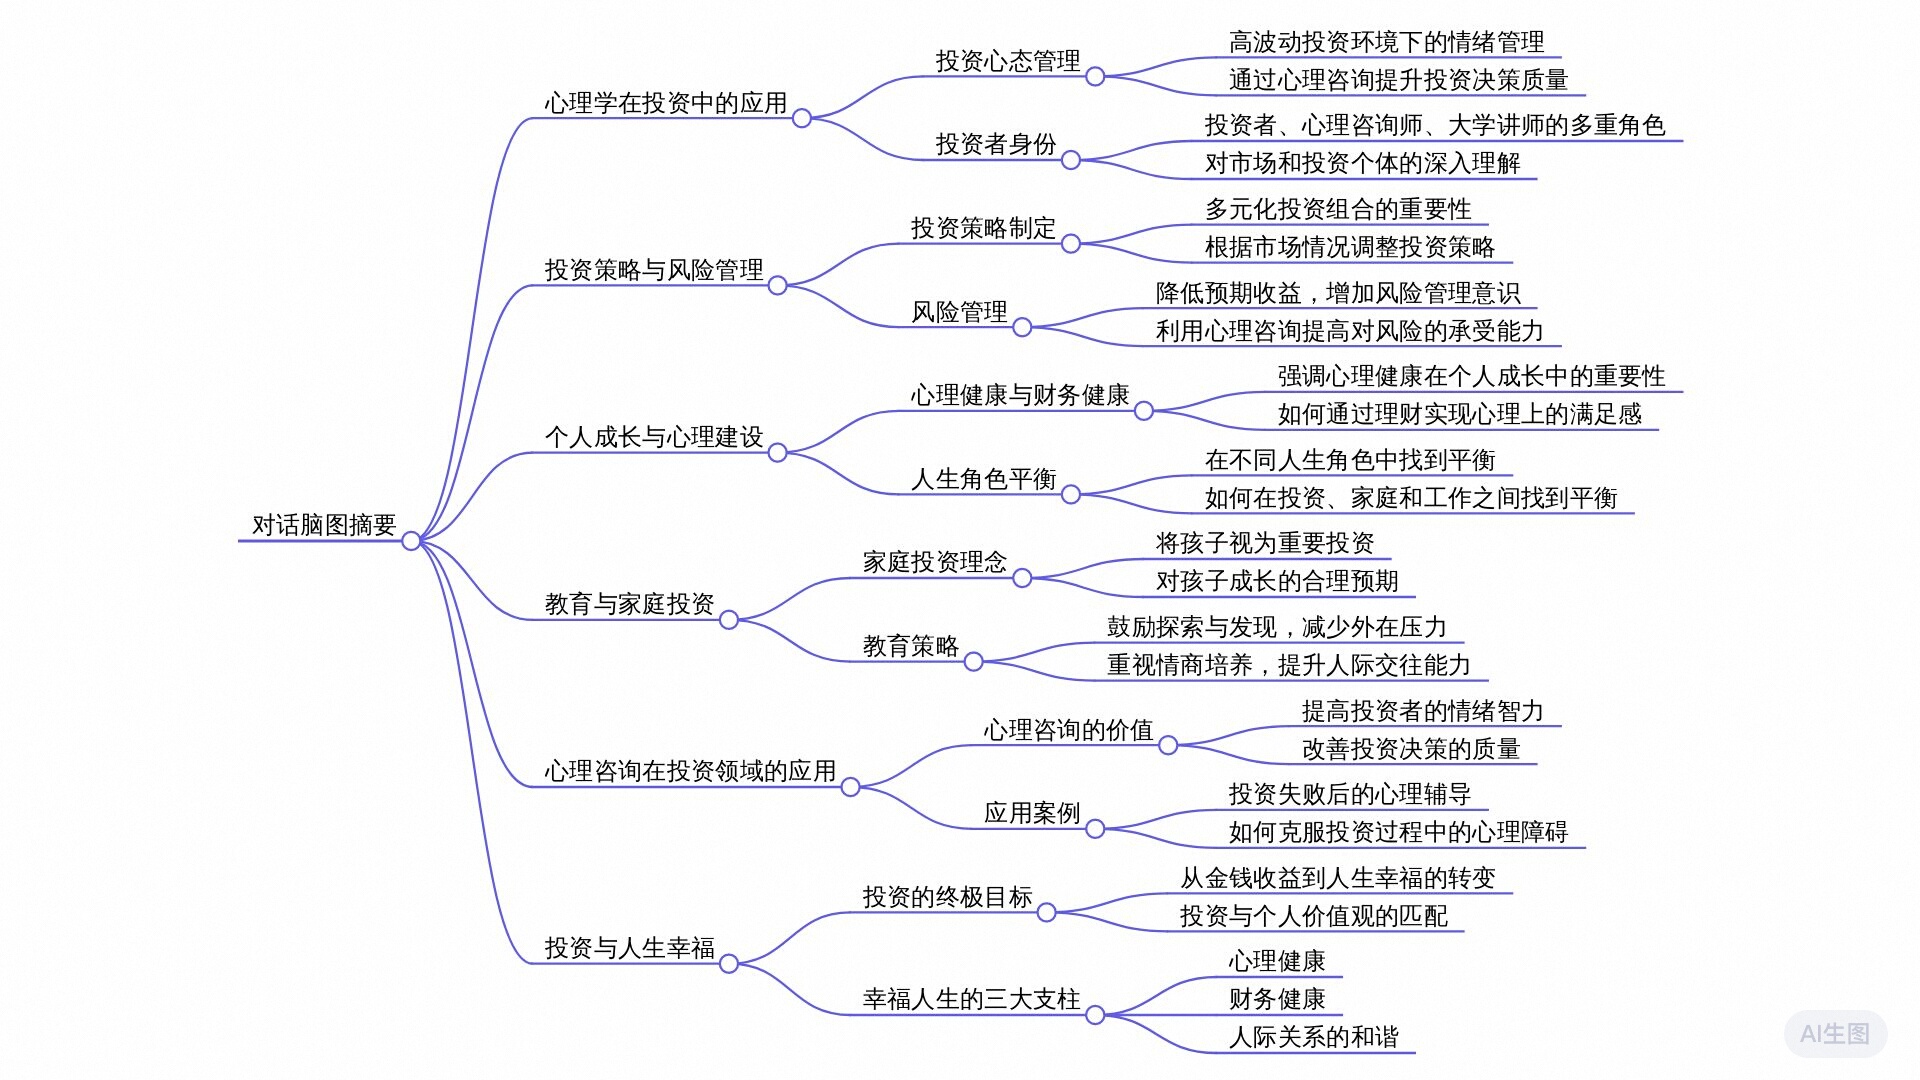 对话脑图摘要
心理学在投资中的应用
投资心态管理
高波动投资环境下的情绪管理
通过心理咨询提升投资决策质量
投资者身份
投资者、心理咨询师、大学讲师的多重角色
对市场和投资个体的深入理解
投资策略与风险管理
投资策略制定
多元化投资组合的重要性
根据市场情况调整投资策略
风险管理
降低预期收益，增加风险管理意识
利用心理咨询提高对风险的承受能力
个人成长与心理建设
心理健康与财务健康
强调心理健康在个人成长中的重要性
如何通过理财实现心理上的满足感
人生角色平衡
在不同人生角色中找到平衡
如何在投资、家庭和工作之间找到平衡
教育与家庭投资
家庭投资理念
将孩子视为重要投资
对孩子成长的合理预期
教育策略
鼓励探索与发现，减少外在压力
重视情商培养，提升人际交往能力
心理咨询在投资领域的应用
心理咨询的价值
提高投资者的情绪智力
改善投资决策的质量
应用案例
投资失败后的心理辅导
如何克服投资过程中的心理障碍
投资与人生幸福
投资的终极目标
从金钱收益到人生幸福的转变
投资与个人价值观的匹配
幸福人生的三大支柱
心理健康
财务健康
人际关系的和谐
AI生图